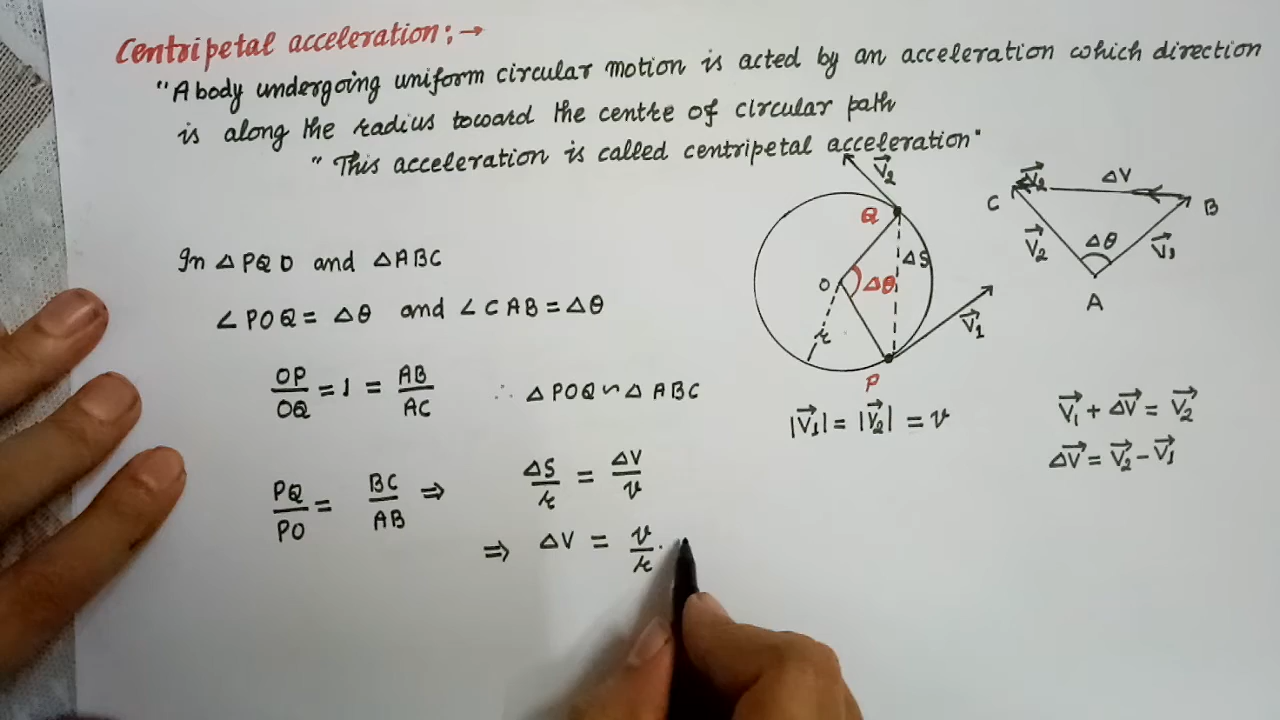 Centripetal acceleration:→
"A body undergoing uniform circular motion is acted by an acceleration which direction
is along the radius toward the centre of circular path
"This acceleration is called centripetal acceleration"
In △PQO and △ABC
∠POQ = Δθ and ∠CAB = Δθ
OP/OQ = 1 = AB/AC ∴ △POQ ∽ △ABC
PQ/PO = BC/AB ⇒ ΔS/r = ΔV/v
⇒ ΔV = v/r ·
V⃗₂
Q
ΔS
O
Δθ
r
V⃗₁
P
|V⃗₁| = |V⃗₂| = v
C
V⃗₂
ΔV
B
V⃗₂
Δθ
V⃗₁
A
V⃗₁ + ΔV⃗ = V⃗₂
ΔV⃗ = V⃗₂ - V⃗₁